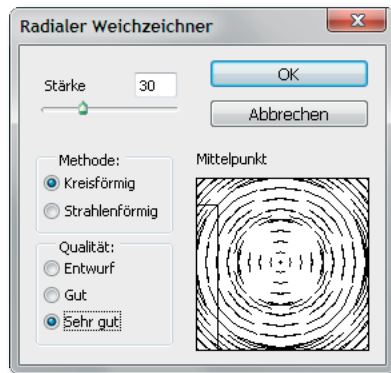 Radialer Weichzeichner
Stärke 30
OK
Abbrechen
Methode:
Kreisförmig
Strahlenförmig
Mittelpunkt
Qualität:
Entwurf
Gut
Sehr gut